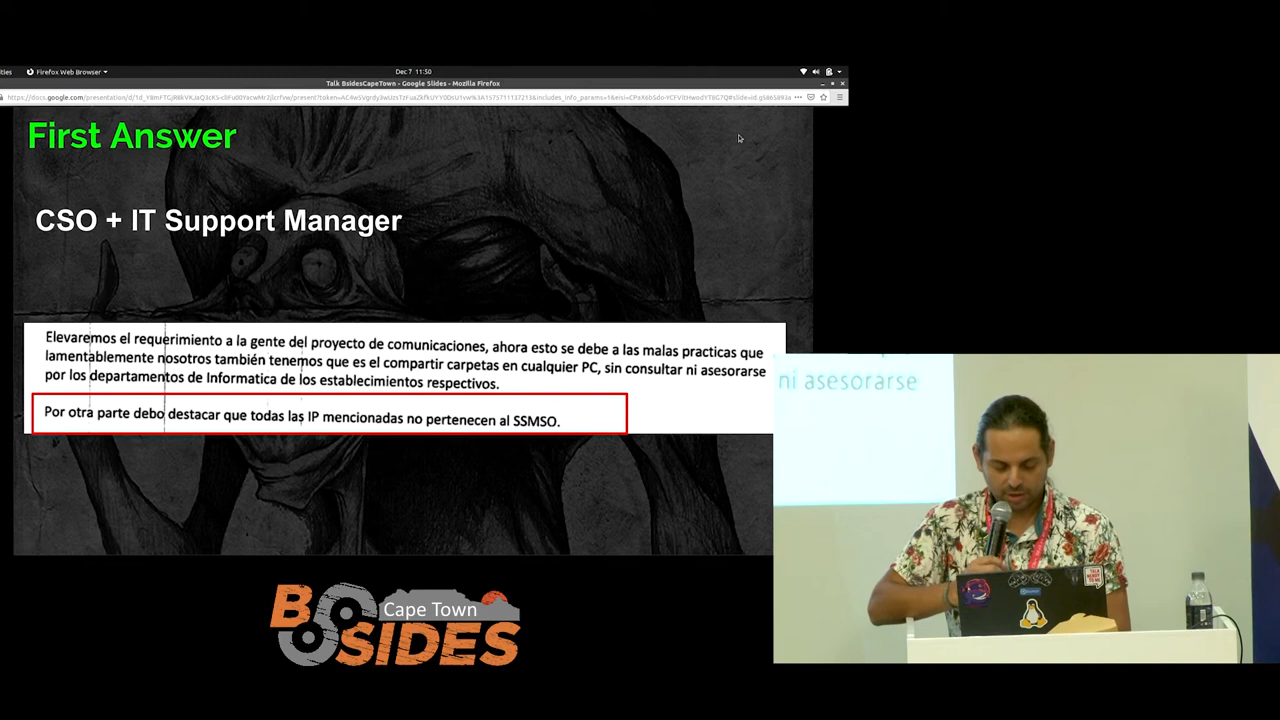 Firefox Web Browser
Dec 7 11:50
Talk BsidesCapeTown - Google Slides - Mozilla Firefox
First Answer
CSO + IT Support Manager
Elevaremos el requerimiento a la gente del proyecto de comunicaciones, ahora esto se debe a las malas practicas que
lamentablemente nosotros también tenemos que es el compartir carpetas en cualquier PC, sin consultar ni asesorarse
por los departamentos de Informatica de los establecimientos respectivos.
Por otra parte debo destacar que todas las IP mencionadas no pertenecen al SSMSO.
ni asesorarse
BSIDES
Cape Town